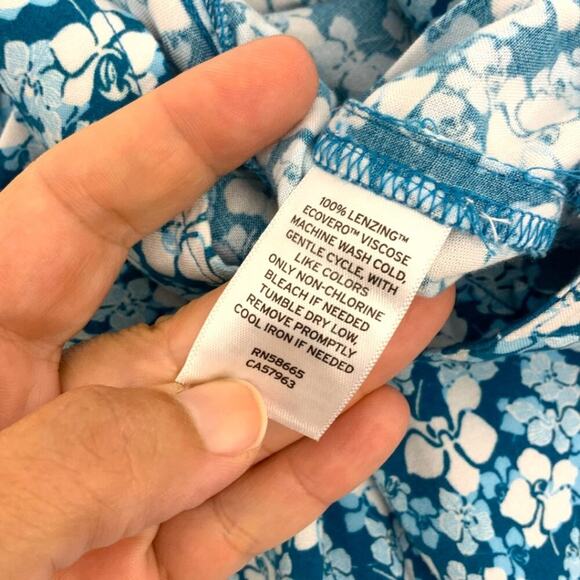 100% LENZING™
ECOVERO™ VISCOSE
MACHINE WASH COLD,
GENTLE CYCLE, WITH
LIKE COLORS
ONLY NON-CHLORINE
BLEACH IF NEEDED
TUMBLE DRY LOW,
REMOVE PROMPTLY
COOL IRON IF NEEDED
RN58665
CA57963